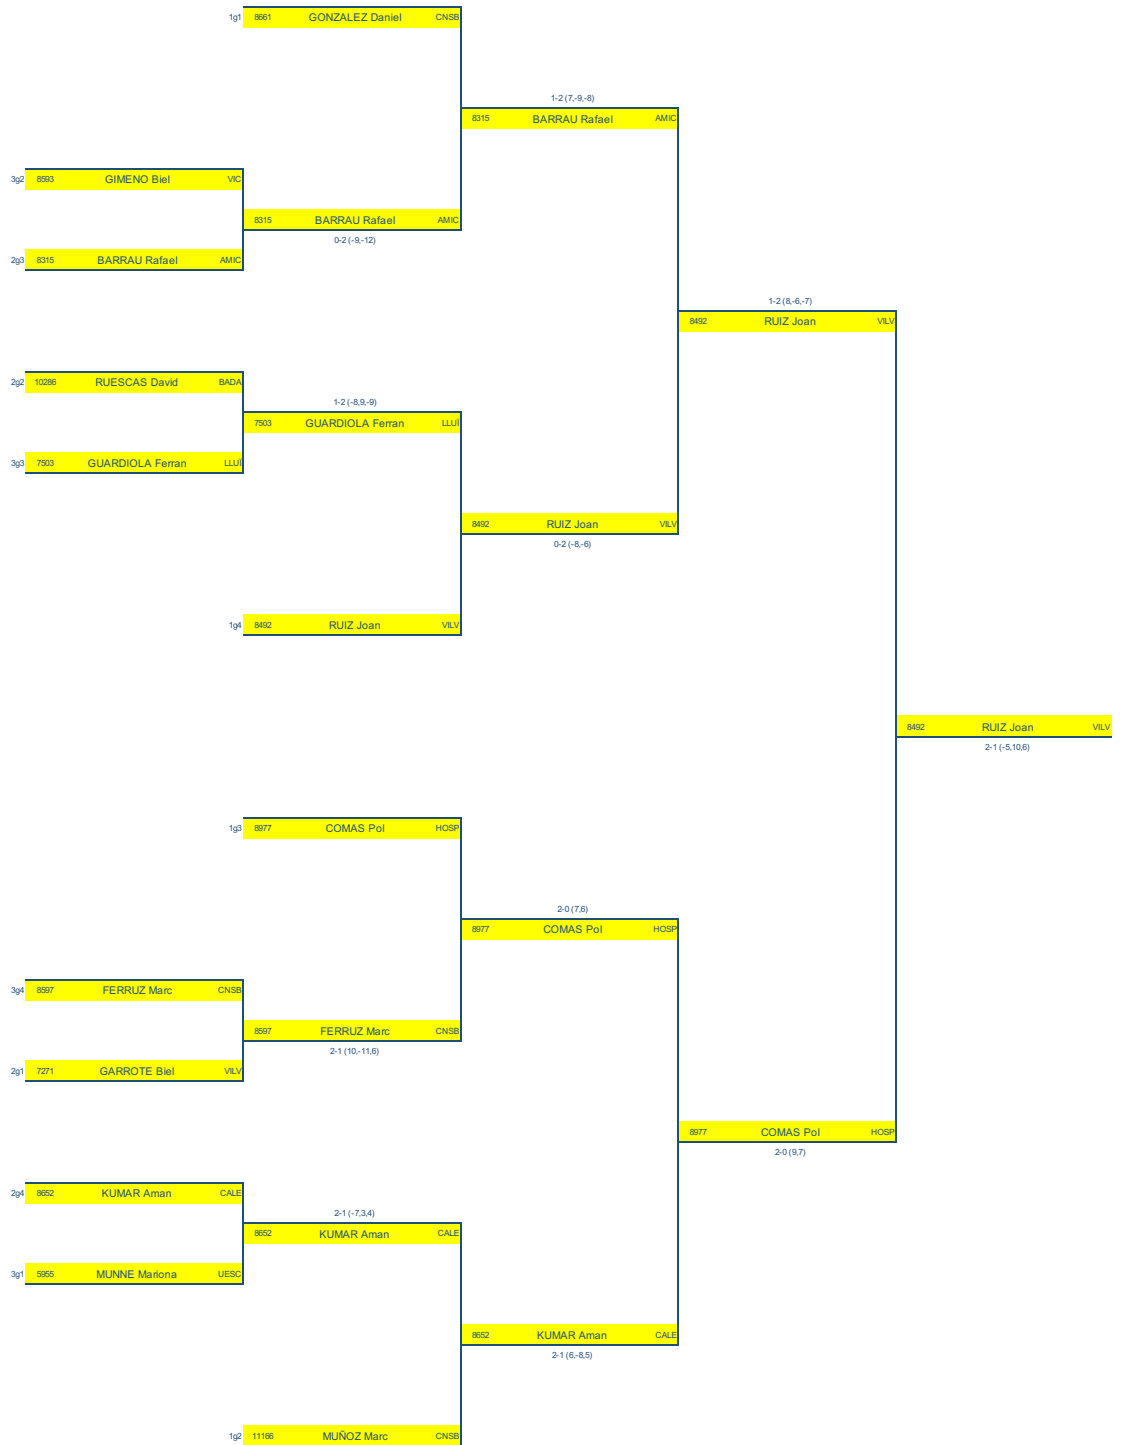 1g1 8661 GONZALEZ Daniel CNSB
1-2 (7,-9,-8)
8315 BARRAU Rafael AMIC
3g2 8593 GIMENO Biel VIC
8315 BARRAU Rafael AMIC
0-2 (-9,-12)
2g3 8315 BARRAU Rafael AMIC
1-2 (8,-6,-7)
8492 RUIZ Joan VILV
2g2 10286 RUESCAS David BADA
1-2 (-8,9,-9)
7503 GUARDIOLA Ferran LLUÏ
3g3 7503 GUARDIOLA Ferran LLUÏ
8492 RUIZ Joan VILV
0-2 (-8,-6)
1g4 8492 RUIZ Joan VILV
8492 RUIZ Joan VILV
2-1 (-5,10,6)
1g3 8977 COMAS Pol HOSP
2-0 (7,6)
8977 COMAS Pol HOSP
3g4 8597 FERRUZ Marc CNSB
8597 FERRUZ Marc CNSB
2-1 (10,-11,6)
2g1 7271 GARROTE Biel VILV
8977 COMAS Pol HOSP
2-0 (9,7)
2g4 8652 KUMAR Aman CALE
2-1 (-7,3,4)
8652 KUMAR Aman CALE
3g1 5955 MUNNE Mariona UESC
8652 KUMAR Aman CALE
2-1 (6,-8,5)
1g2 11166 MUÑOZ Marc CNSB